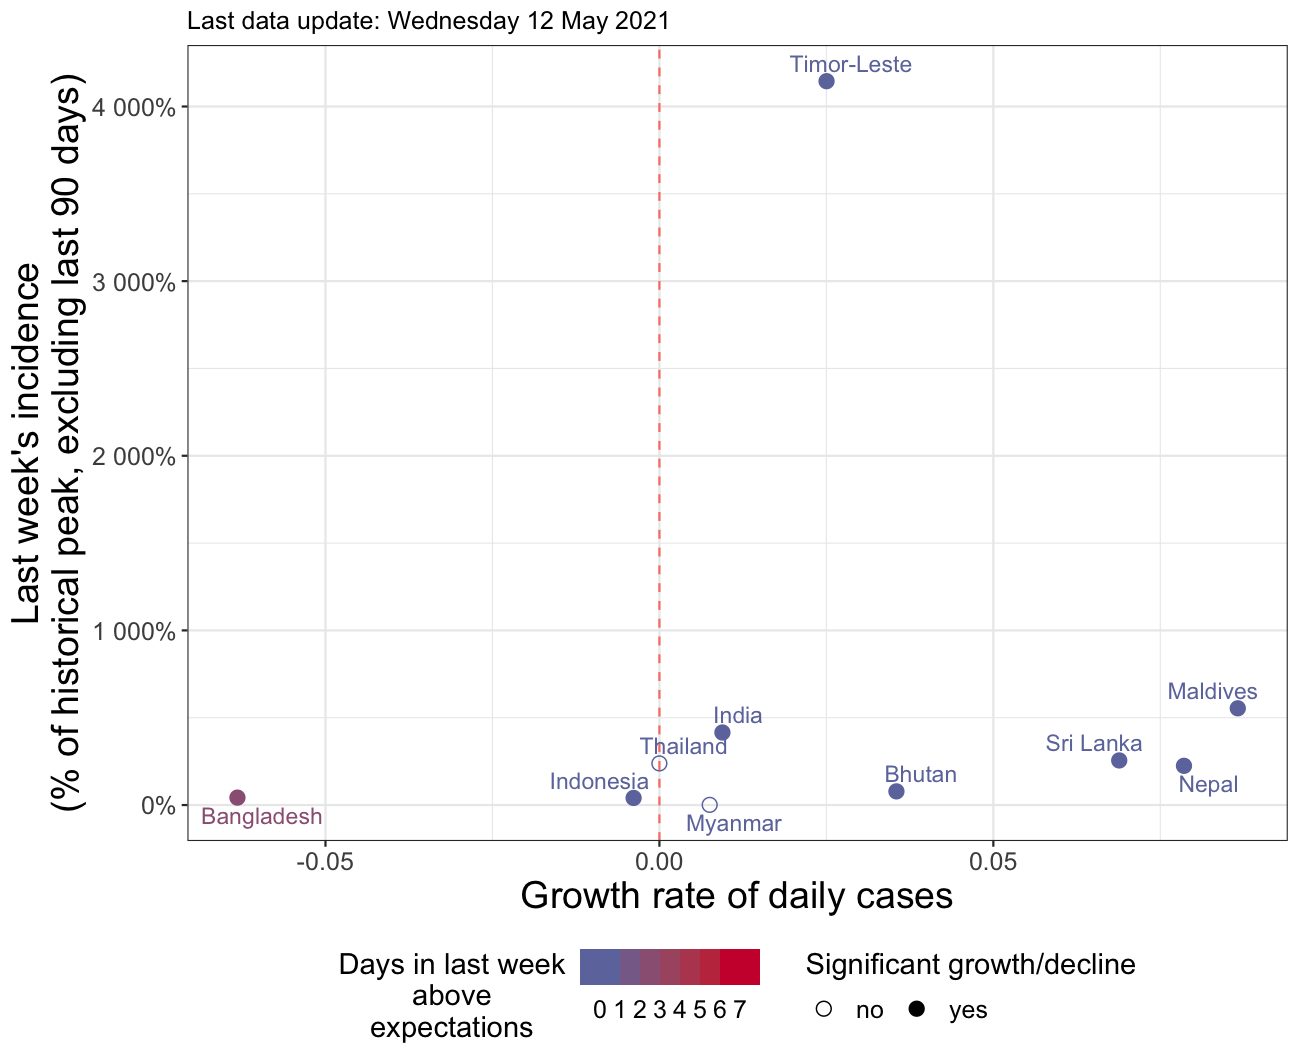 Last data update: Wednesday 12 May 2021
Last week's incidence
(% of historical peak, excluding last 90 days)
4 000%
3 000%
2 000%
1 000%
0%
Timor-Leste
Maldives
India
Thailand
Sri Lanka
Indonesia
Bhutan
Nepal
Bangladesh
Myanmar
-0.05 0.00 0.05
Growth rate of daily cases
Days in last week
above
expectations
0 1 2 3 4 5 6 7
Significant growth/decline
no yes